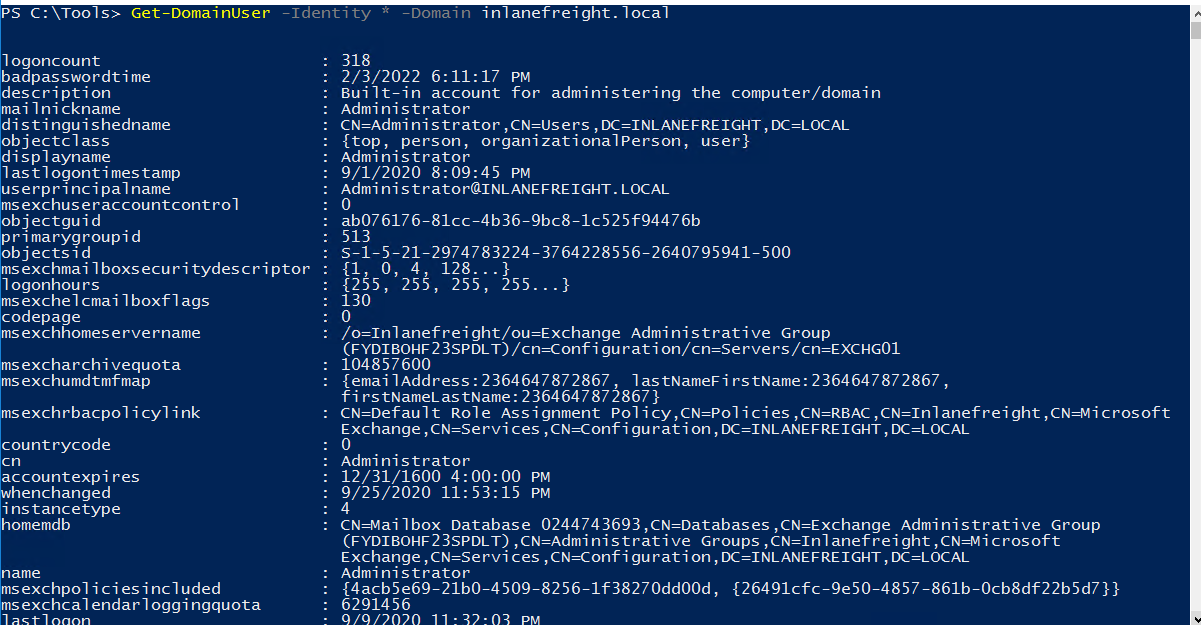 PS C:\Tools> Get-DomainUser -Identity * -Domain inlanefreight.local
logoncount : 318
badpasswordtime : 2/3/2022 6:11:17 PM
description : Built-in account for administering the computer/domain
mailnickname : Administrator
distinguishedname : CN=Administrator,CN=Users,DC=INLANEFREIGHT,DC=LOCAL
objectclass : {top, person, organizationalPerson, user}
displayname : Administrator
lastlogontimestamp : 9/1/2020 8:09:45 PM
userprincipalname : Administrator@INLANEFREIGHT.LOCAL
msexchuseraccountcontrol : 0
objectguid : ab076176-81cc-4b36-9bc8-1c525f94476b
primarygroupid : 513
objectsid : S-1-5-21-2974783224-3764228556-2640795941-500
msexchmailboxsecuritydescriptor : {1, 0, 4, 128...}
logonhours : {255, 255, 255, 255...}
msexchelcmailboxflags : 130
codepage : 0
msexchhomeservername : /o=Inlanefreight/ou=Exchange Administrative Group
(FYDIBOHF23SPDLT)/cn=Configuration/cn=Servers/cn=EXCHG01
msexcharchivequota : 104857600
msexchumdtmfmap : {emailAddress:2364647872867, lastNameFirstName:2364647872867,
firstNameLastName:2364647872867}
msexchrbacpolicylink : CN=Default Role Assignment Policy,CN=Policies,CN=RBAC,CN=Inlanefreight,CN=Microsoft
Exchange,CN=Services,CN=Configuration,DC=INLANEFREIGHT,DC=LOCAL
countrycode : 0
cn : Administrator
accountexpires : 12/31/1600 4:00:00 PM
whenchanged : 9/25/2020 11:53:15 PM
instancetype : 4
homemdb : CN=Mailbox Database 0244743693,CN=Databases,CN=Exchange Administrative Group
(FYDIBOHF23SPDLT),CN=Administrative Groups,CN=Inlanefreight,CN=Microsoft
Exchange,CN=Services,CN=Configuration,DC=INLANEFREIGHT,DC=LOCAL
name : Administrator
msexchpoliciesincluded : {4acb5e69-21b0-4509-8256-1f38270dd00d, {26491cfc-9e50-4857-861b-0cb8df22b5d7}}
msexchcalendarloggingquota : 6291456
lastlogon : 9/9/2020 11:32:03 PM